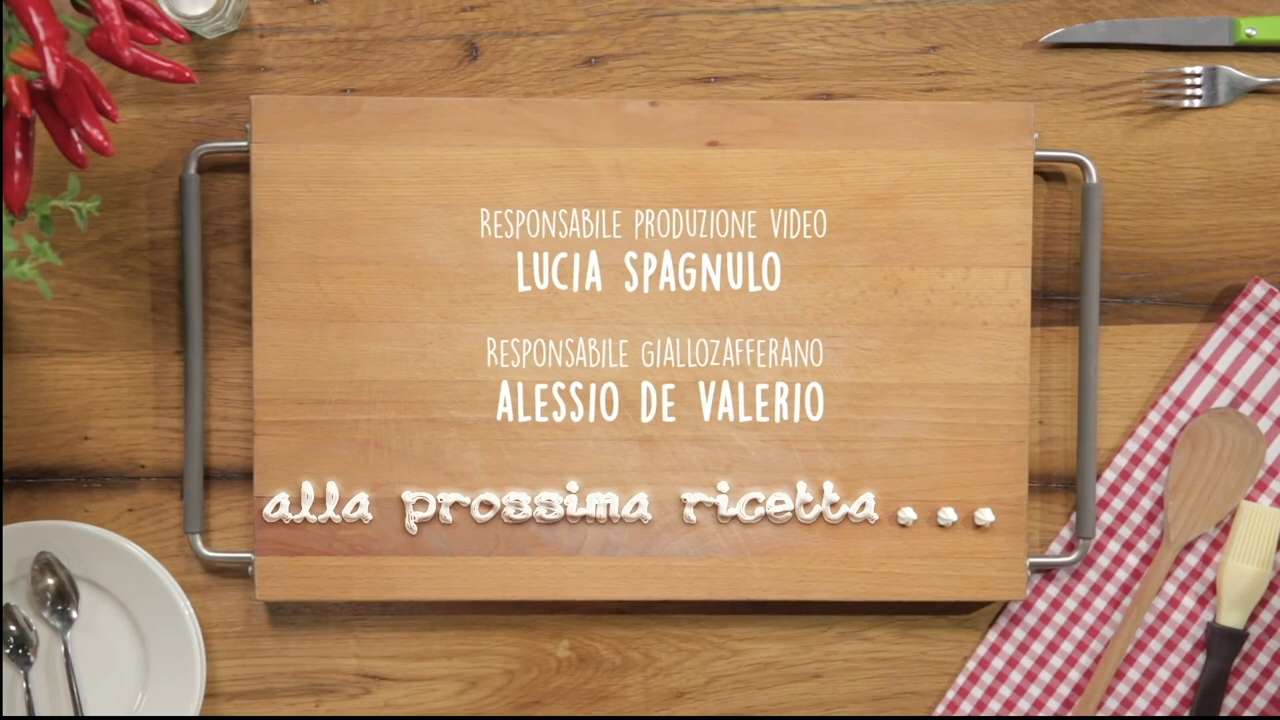 RESPONSABILE PRODUZIONE VIDEO
LUCIA SPAGNULO
RESPONSABILE GIALLOZAFFERANO
ALESSIO DE VALERIO
alla prossima ricetta...